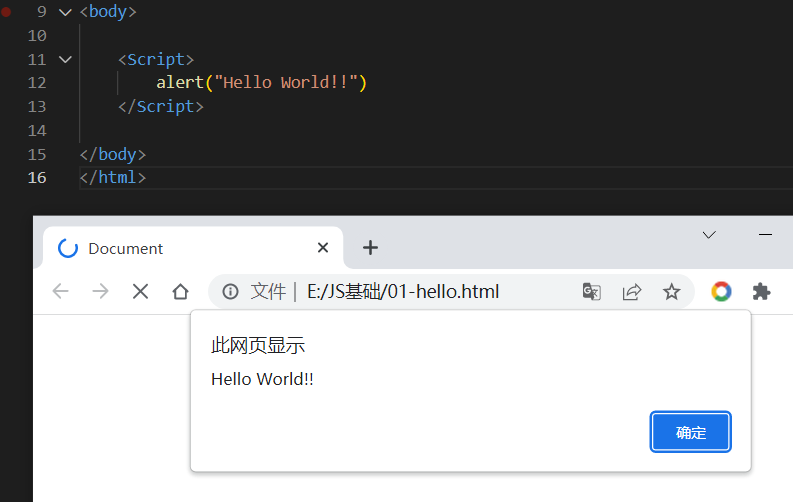 9 <body>
10
11 <Script>
12 alert("Hello World!!")
13 </Script>
14
15 </body>
16 </html>
Document
文件 | E:/JS基础/01-hello.html
此网页显示
Hello World!!
确定